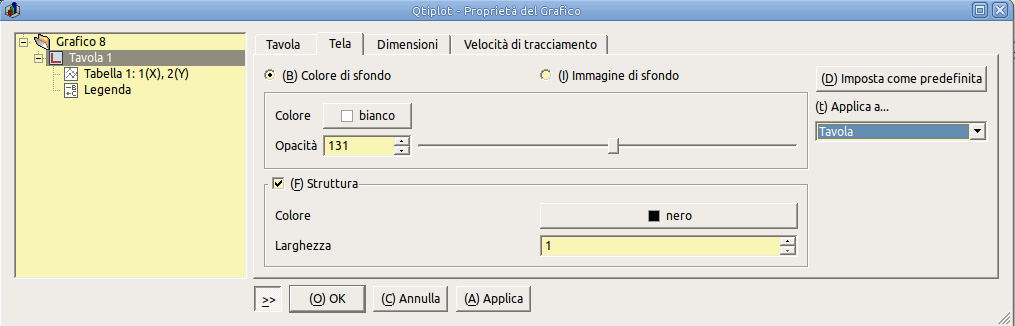 Qtiplot - Proprietà del Grafico
Grafico 8
Tavola 1
Tabella 1: 1(X), 2(Y)
Legenda
Tavola Tela Dimensioni Velocità di tracciamento
(B) Colore di sfondo (I) Immagine di sfondo
Colore bianco
Opacità 131
(F) Struttura
Colore nero
Larghezza 1
(D) Imposta come predefinita
(t) Applica a...
Tavola
>> (O) OK (C) Annulla (A) Applica